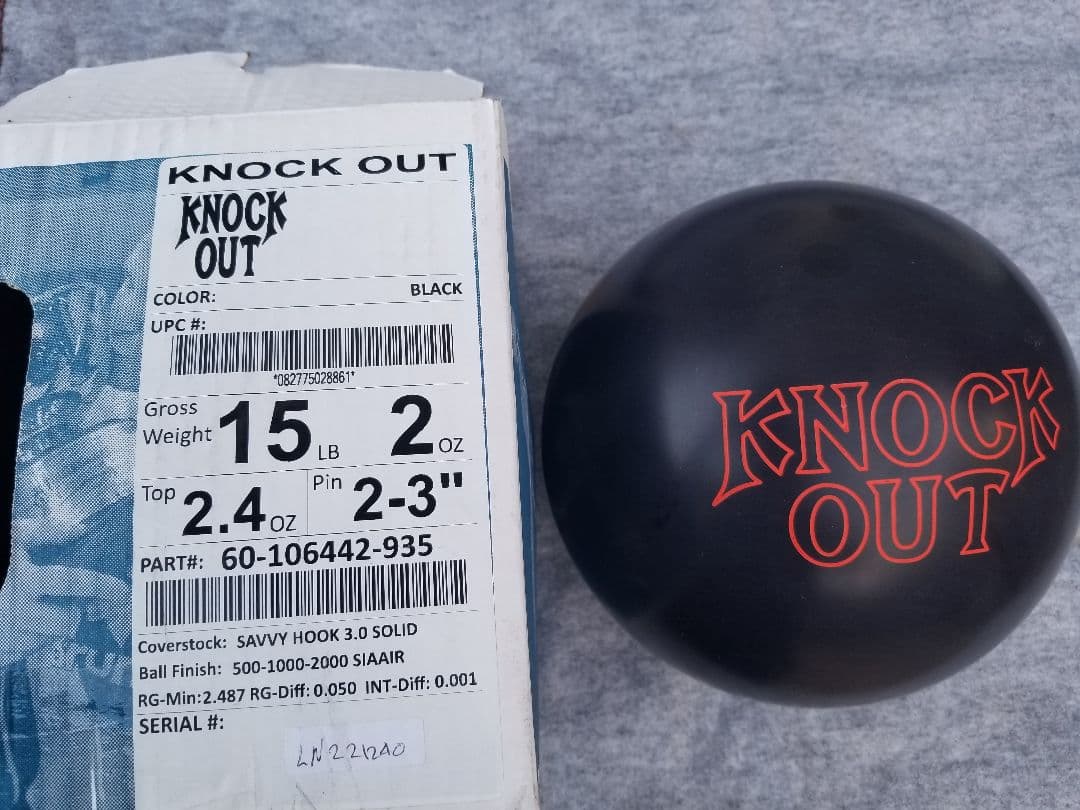 KNOCK OUT
KNOCK
OUT
COLOR: BLACK
UPC #:
*082775028861*
Gross Weight 15 LB 2 OZ
Top 2.4 OZ Pin 2-3"
PART#: 60-106442-935
Coverstock: SAVVY HOOK 3.0 SOLID
Ball Finish: 500-1000-2000 SIAAIR
RG-Min:2.487 RG-Diff: 0.050 INT-Diff: 0.001
SERIAL #:
KNOCK
OUT